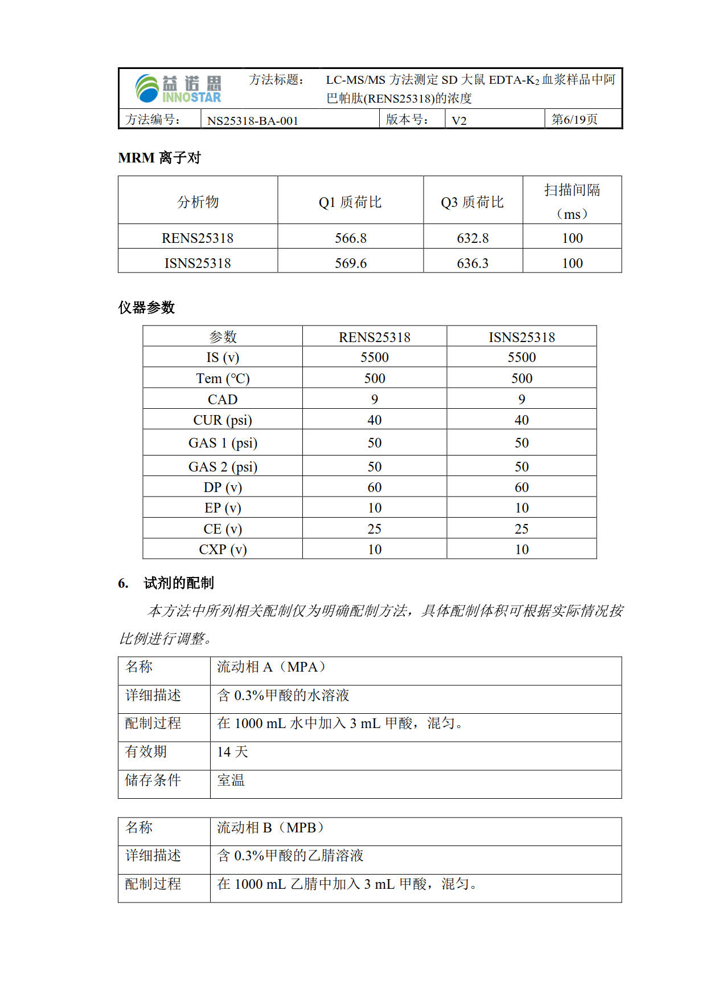 益诺思
INNOSTAR
方法标题： LC-MS/MS 方法测定 SD 大鼠 EDTA-K₂血浆样品中阿
巴帕肽(RENS25318)的浓度
方法编号： NS25318-BA-001 版本号： V2 第6/19页
MRM 离子对
分析物 Q1 质荷比 Q3 质荷比 扫描间隔
（ms）
RENS25318 566.8 632.8 100
ISNS25318 569.6 636.3 100
仪器参数
参数 RENS25318 ISNS25318
IS (v) 5500 5500
Tem (℃) 500 500
CAD 9 9
CUR (psi) 40 40
GAS 1 (psi) 50 50
GAS 2 (psi) 50 50
DP (v) 60 60
EP (v) 10 10
CE (v) 25 25
CXP (v) 10 10
6. 试剂的配制
本方法中所列相关配制仅为明确配制方法，具体配制体积可根据实际情况按
比例进行调整。
名称 流动相 A（MPA）
详细描述 含 0.3%甲酸的水溶液
配制过程 在 1000 mL 水中加入 3 mL 甲酸，混匀。
有效期 14 天
储存条件 室温
名称 流动相 B（MPB）
详细描述 含 0.3%甲酸的乙腈溶液
配制过程 在 1000 mL 乙腈中加入 3 mL 甲酸，混匀。